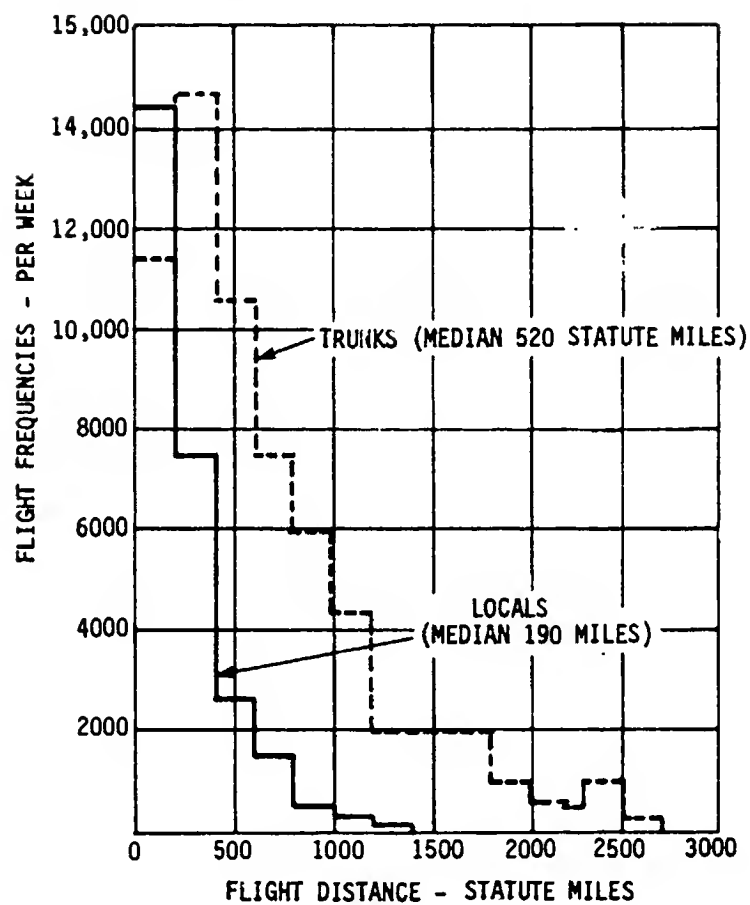 15,000
14,000
12,000
10,000
8000
6000
4000
2000
FLIGHT FREQUENCIES - PER WEEK
TRUNKS (MEDIAN 520 STATUTE MILES)
LOCALS
(MEDIAN 190 MILES)
0 500 1000 1500 2000 2500 3000
FLIGHT DISTANCE - STATUTE MILES